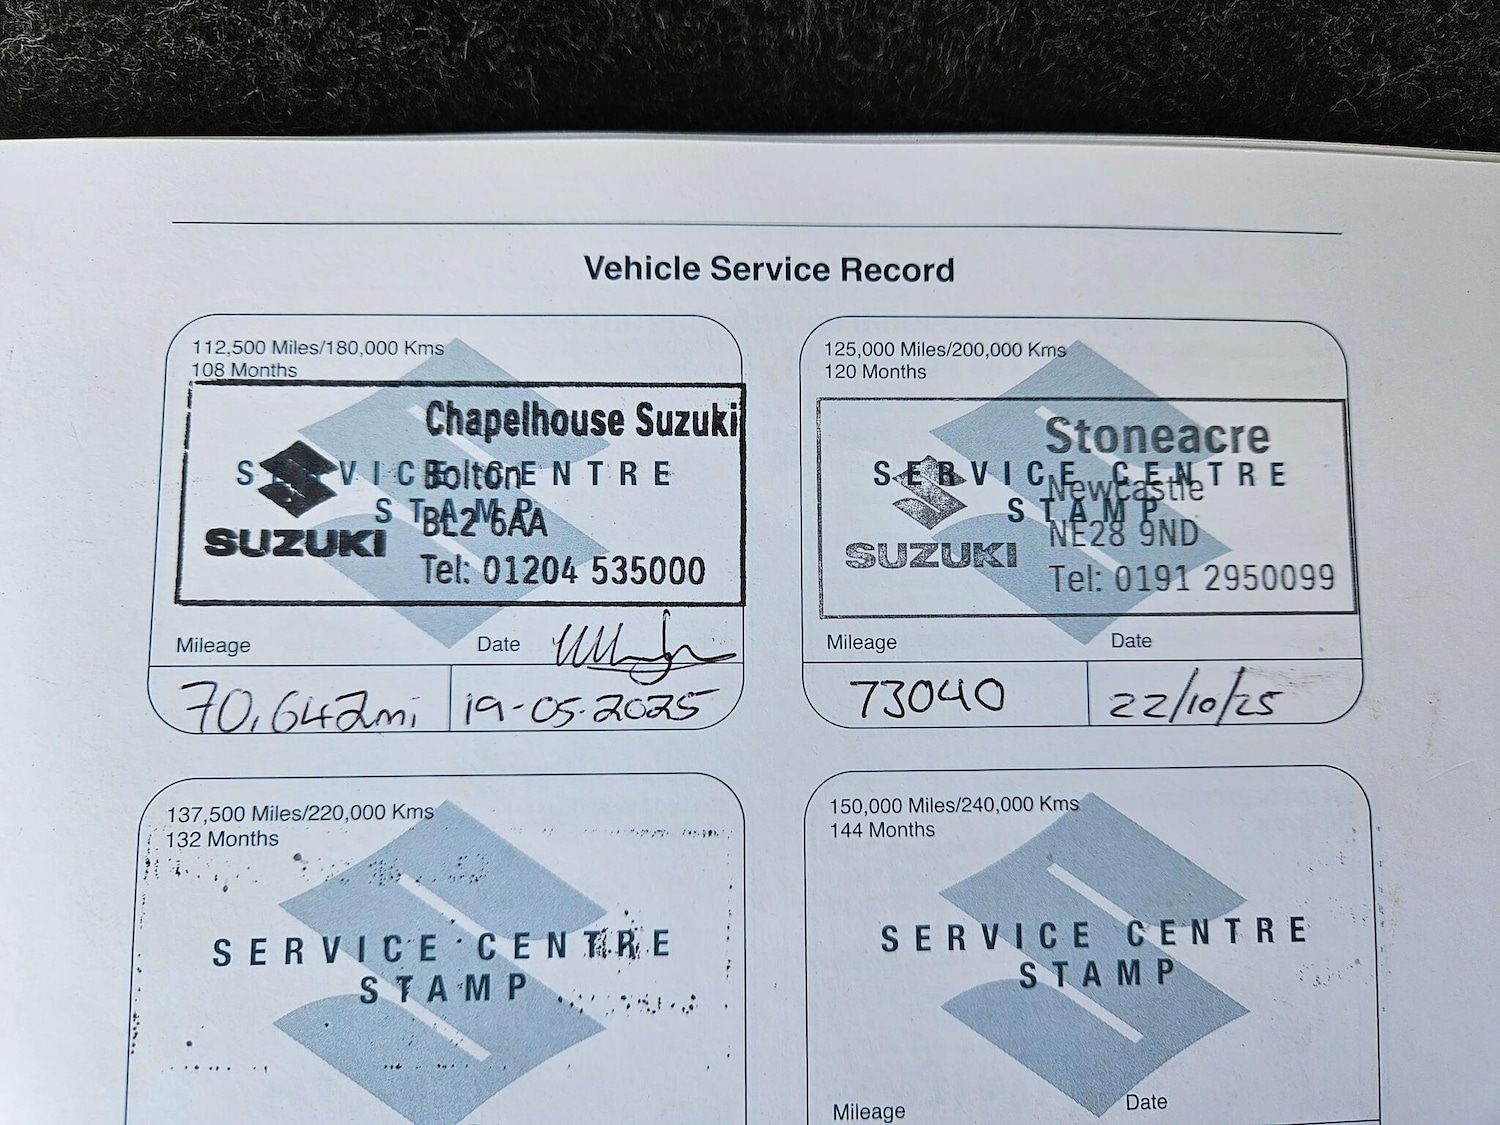 Vehicle Service Record
112,500 Miles/180,000 Kms
108 Months
SERVICE CENTRE
STAMP
Chapelhouse Suzuki
Bolton
BL2 6AA
Tel: 01204 535000
SUZUKI
Mileage
Date
70,642mi
19-05-2025
125,000 Miles/200,000 Kms
120 Months
SERVICE CENTRE
STAMP
Stoneacre
Newcastle
NE28 9ND
Tel: 0191 2950099
SUZUKI
Mileage
Date
73040
22/10/25
137,500 Miles/220,000 Kms
132 Months
SERVICE CENTRE
STAMP
150,000 Miles/240,000 Kms
144 Months
SERVICE CENTRE
STAMP
Mileage
Date